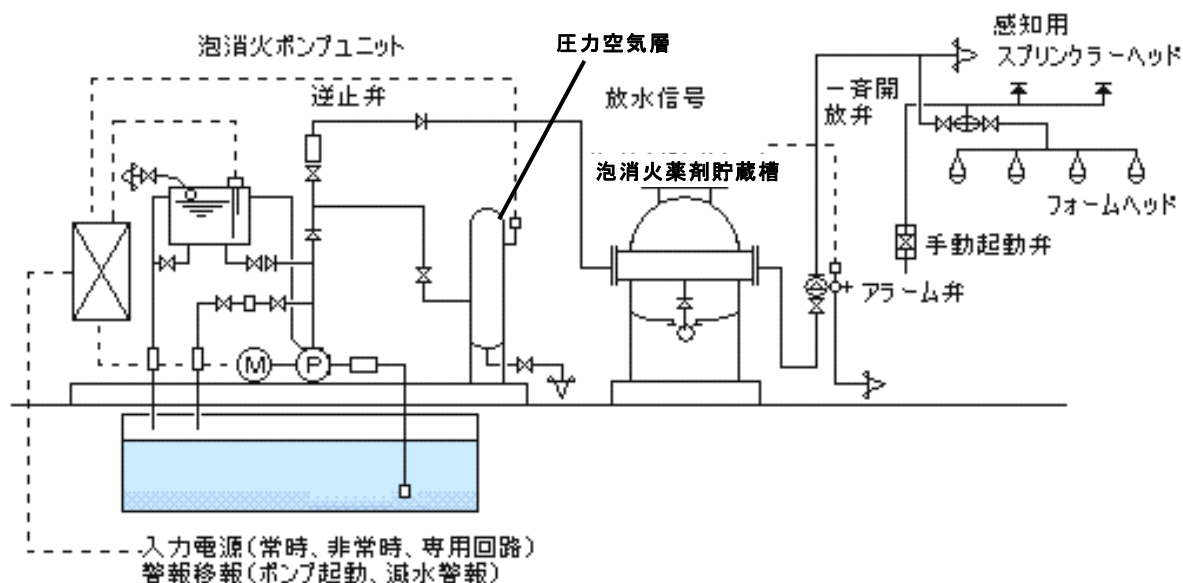 泡消火ポンプユニット
圧力空気層
逆止弁
放水信号
泡消火薬剤貯蔵槽
感知用
スプリンクラーヘッド
一斉開
放弁
フォームヘッド
手動起動弁
アラーム弁
M
P
入力電源(常時、非常時、専用回路)
警報移報(ポンプ起動、減水警報)